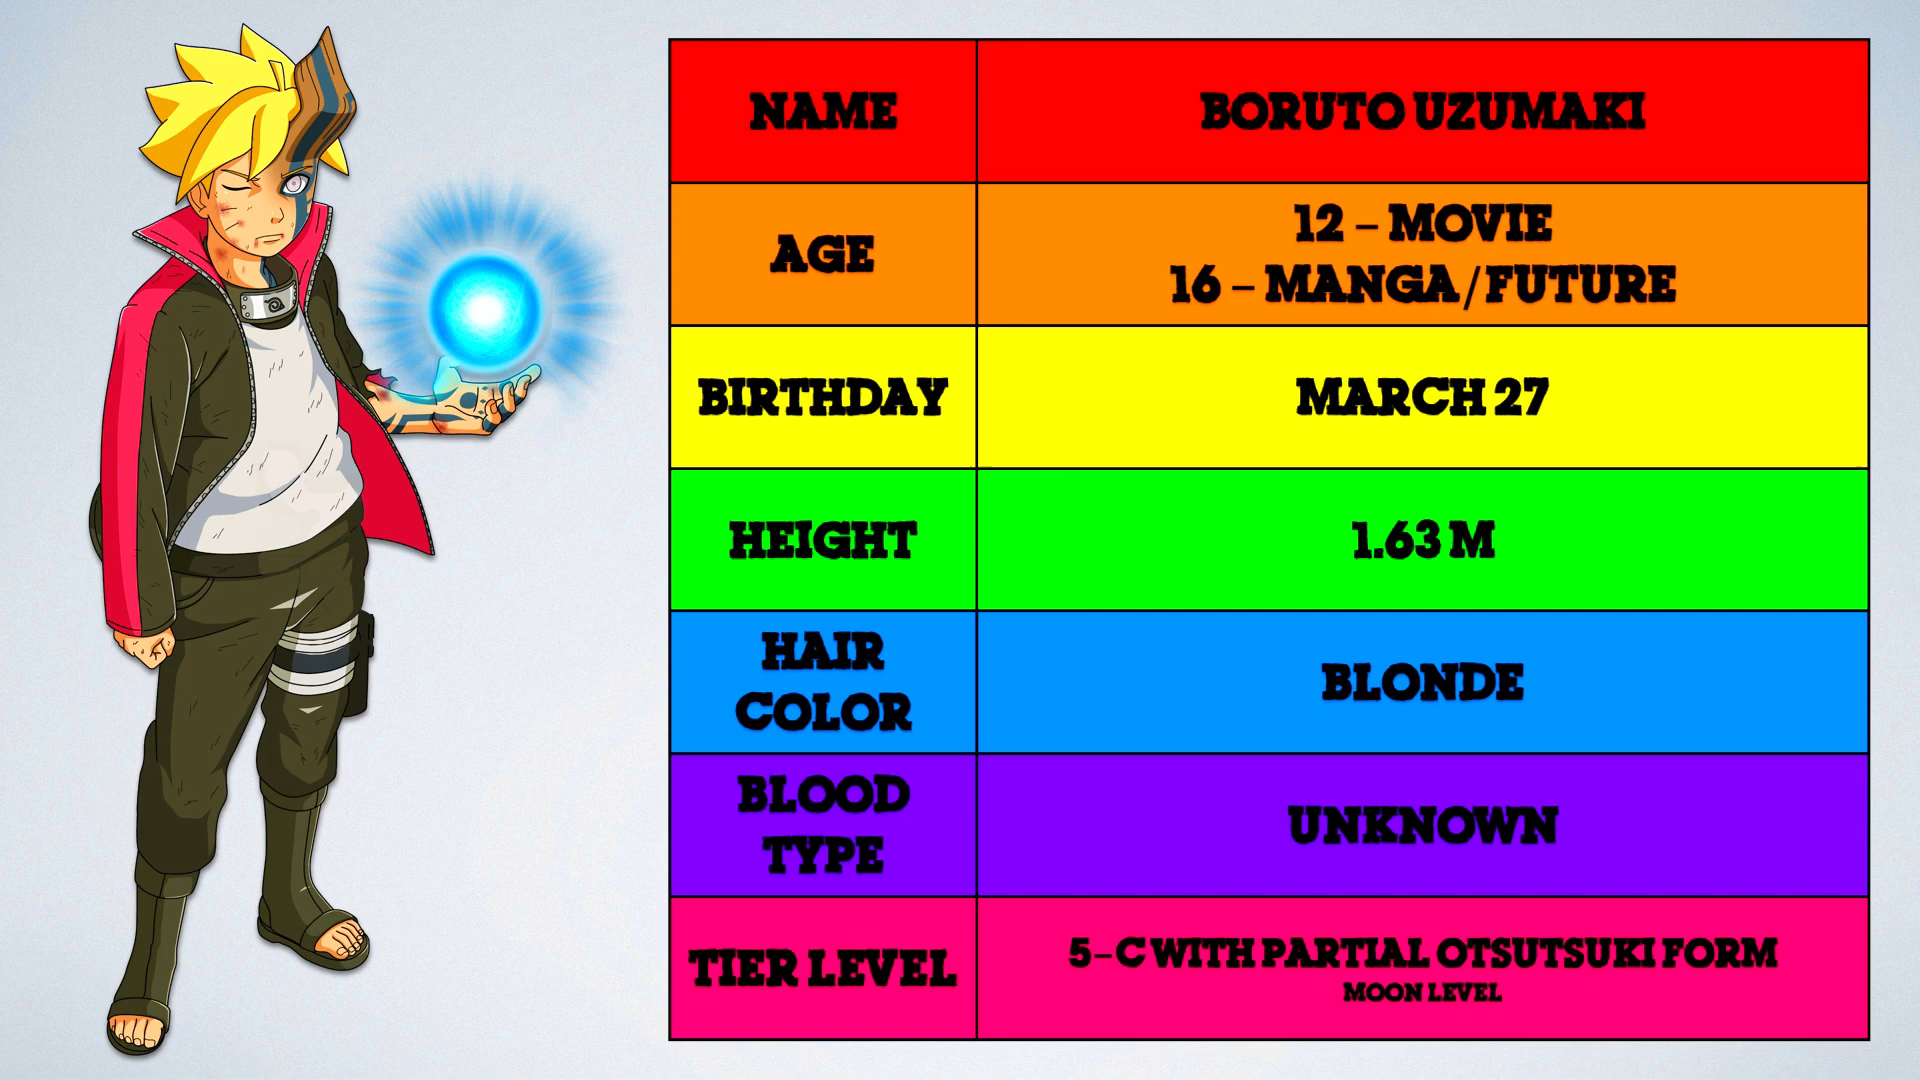 NAME
BORUTO UZUMAKI
AGE
12 – MOVIE
16 – MANGA/FUTURE
BIRTHDAY
MARCH 27
HEIGHT
1.63 M
HAIR
COLOR
BLONDE
BLOOD
TYPE
UNKNOWN
TIER LEVEL
5-C WITH PARTIAL OTSUTSUKI FORM
MOON LEVEL